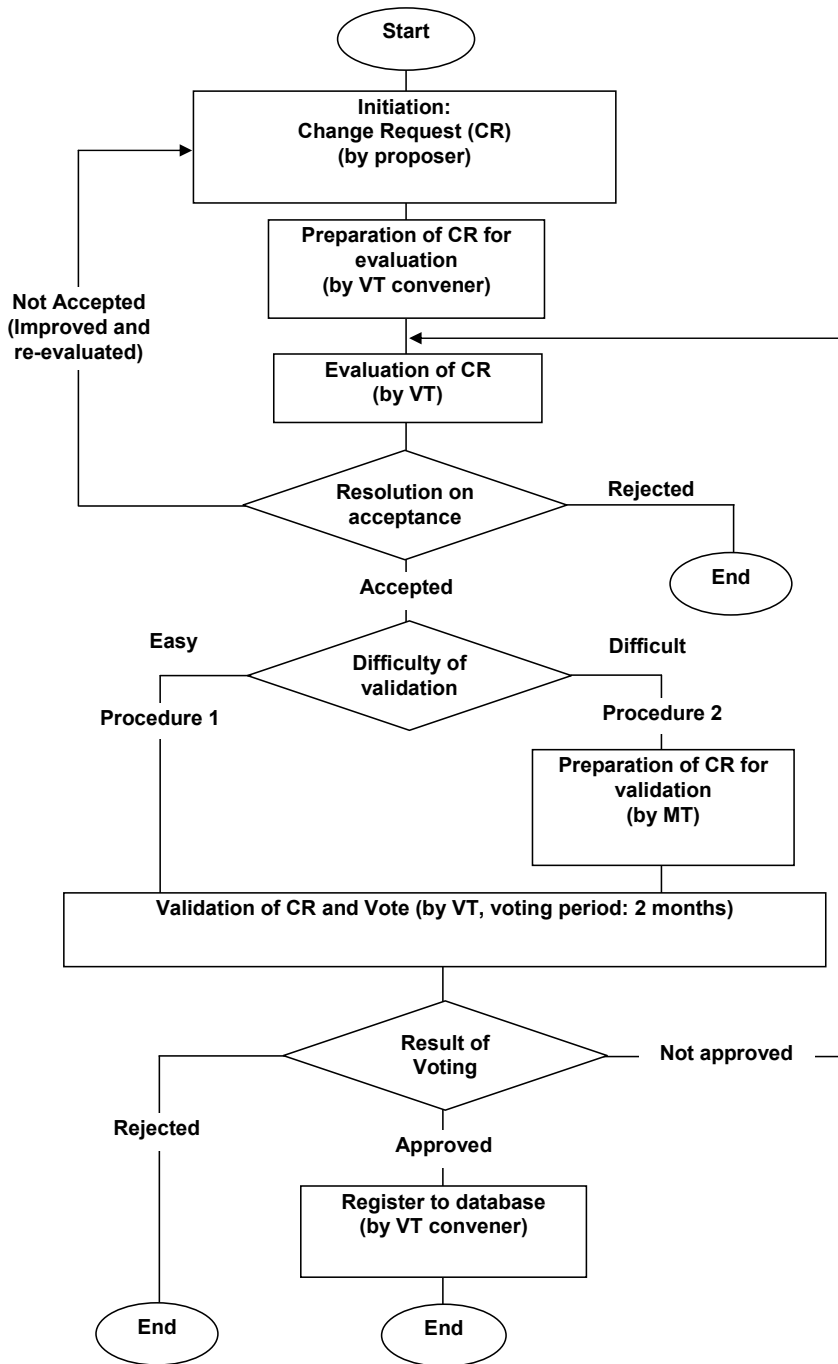 Start
Initiation:
Change Request (CR)
(by proposer)
Preparation of CR for
evaluation
(by VT convener)
Not Accepted
(Improved and
re-evaluated)
Evaluation of CR
(by VT)
Resolution on
acceptance
Rejected
End
Accepted
Easy
Difficulty of
validation
Difficult
Procedure 1
Procedure 2
Preparation of CR for
validation
(by MT)
Validation of CR and Vote (by VT, voting period: 2 months)
Result of
Voting
Not approved
Rejected
Approved
Register to database
(by VT convener)
End
End